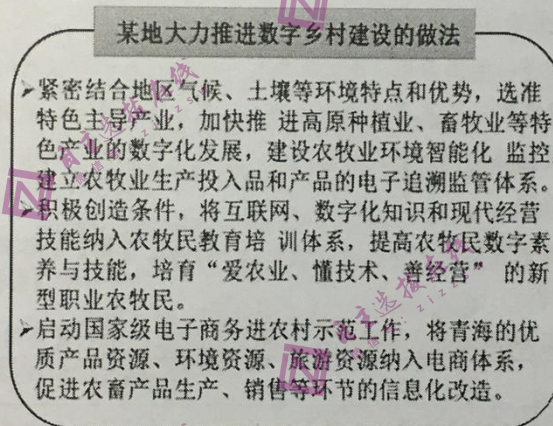 某地大力推进数字乡村建设的做法
➢紧密结合地区气候、土壤等环境特点和优势，选准
特色主导产业，加快推 进高原种植业、畜牧业等特
色产业的数字化发展，建设农牧业环境智能化 监控
建立农牧业生产投入品和产品的电子追溯监管体系。
➢积极创造条件，将互联网、数字化知识和现代经营
技能纳入农牧民教育培 训体系，提高农牧民数字素
养与技能，培育“爱农业、懂技术、善经营” 的新
型职业农牧民。
➢启动国家级电子商务进农村示范工作，将青海的优
质产品资源、环境资源、旅游资源纳入电商体系，
促进农畜产品生产、销售等环节的信息化改造。